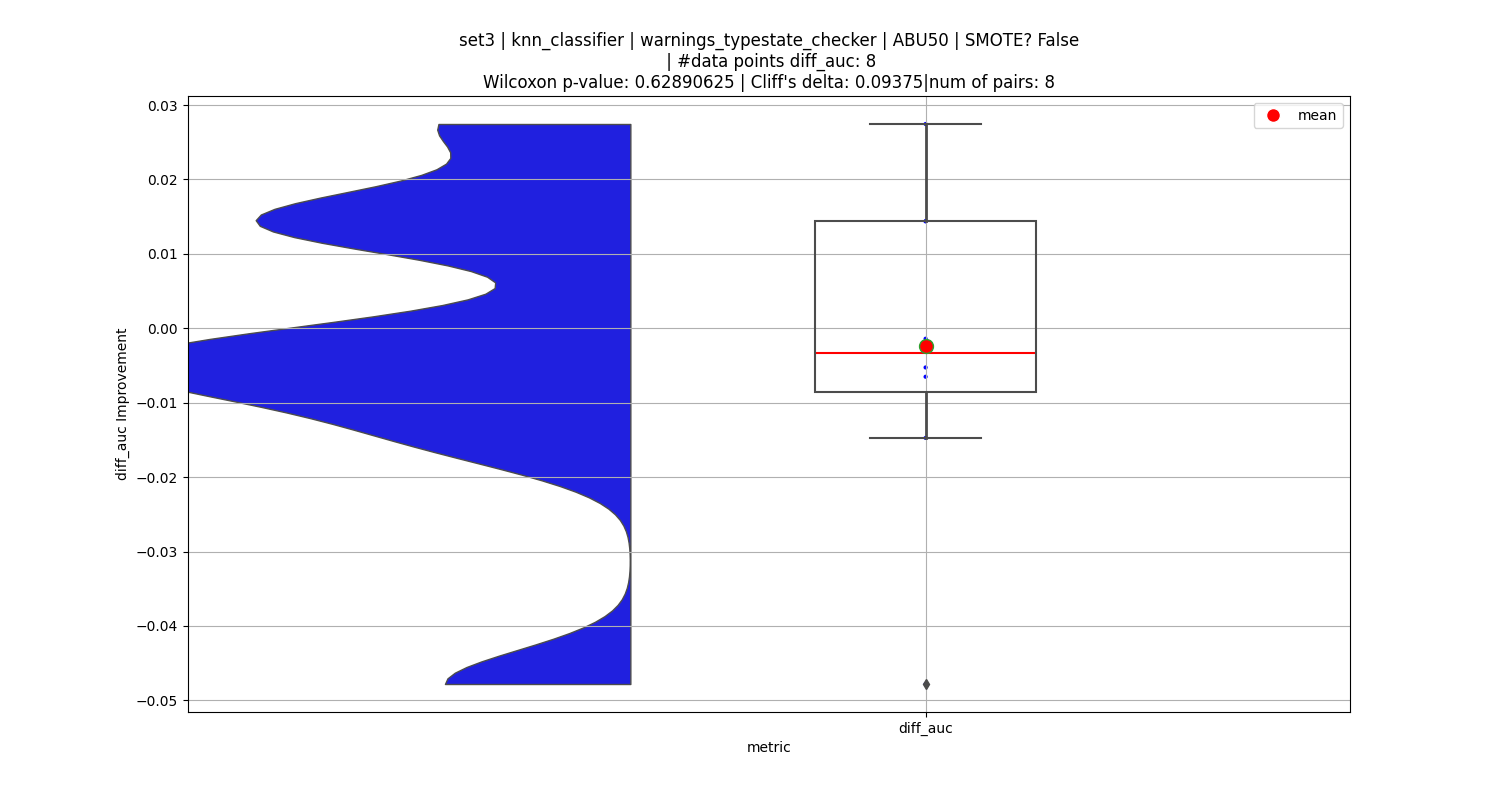 set3 | knn_classifier | warnings_typestate_checker | ABU50 | SMOTE? False
| #data points diff_auc: 8
Wilcoxon p-value: 0.62890625 | Cliff's delta: 0.09375|num of pairs: 8
mean
0.03
0.02
0.01
0.00
−0.01
−0.02
−0.03
−0.04
−0.05
diff_auc Improvement
diff_auc
metric